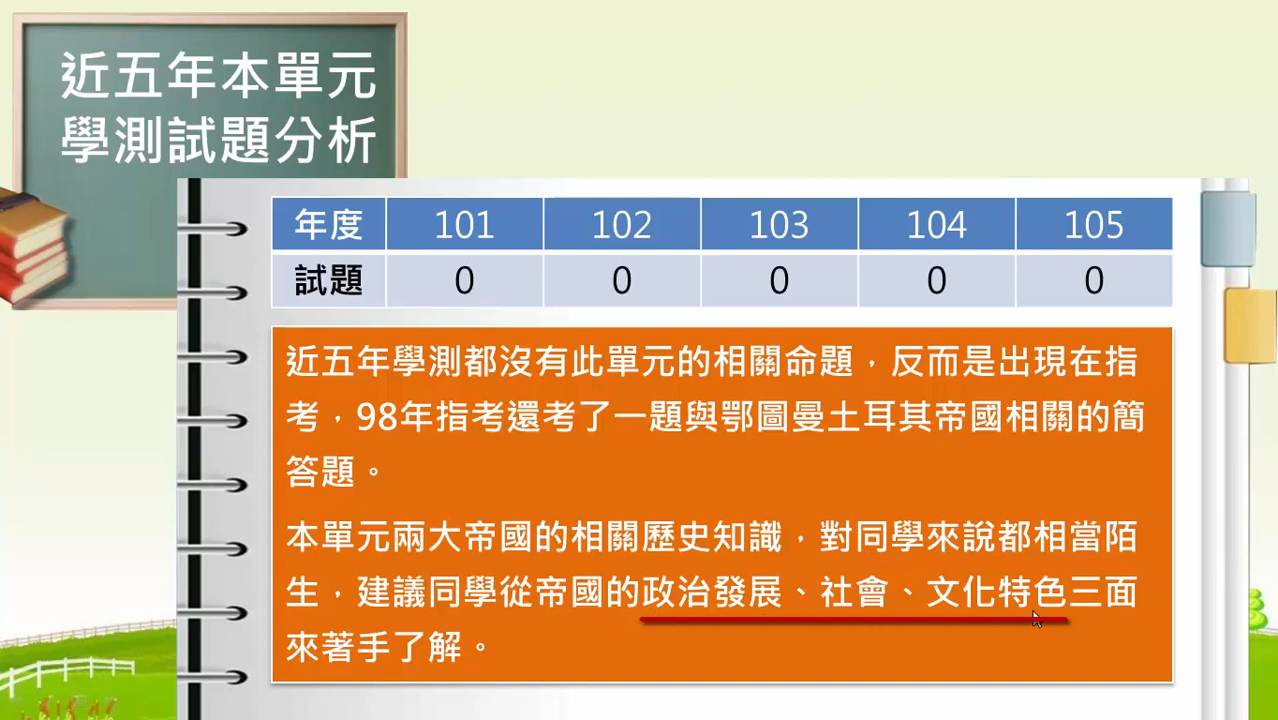 近五年本單元
學測試題分析
年度 101 102 103 104 105
試題 0 0 0 0 0
近五年學測都沒有此單元的相關命題，反而是出現在指
考，98年指考還考了一題與鄂圖曼土耳其帝國相關的簡
答題。
本單元兩大帝國的相關歷史知識，對同學來說都相當陌
生，建議同學從帝國的政治發展、社會、文化特色三面
來著手了解。